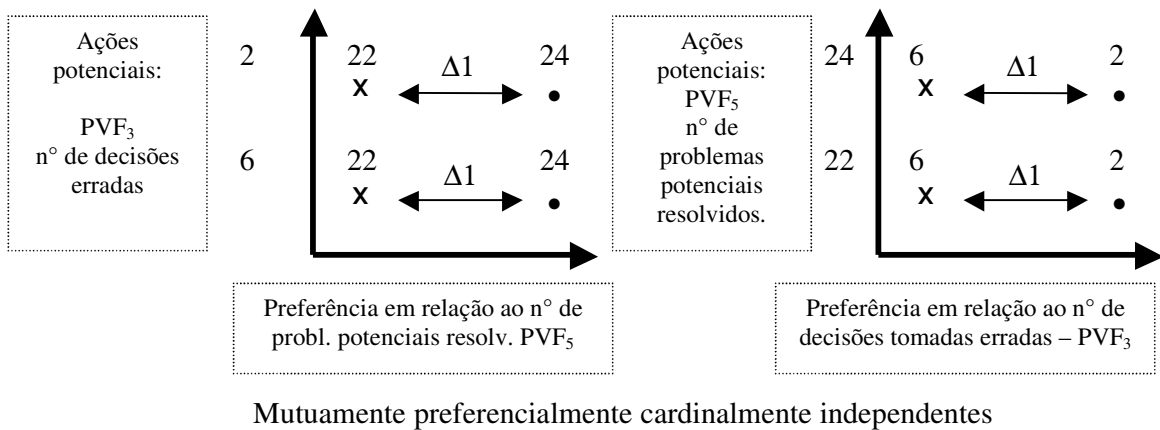 Ações
potenciais:
PVF₃
n° de decisões
erradas
2
22
Δ1
24
x
•
6
22
Δ1
24
x
•
Preferência em relação ao n° de
probl. potenciais resolv. PVF₅
Ações
potenciais:
PVF₅
n° de
problemas
potenciais
resolvidos.
24
6
Δ1
2
x
•
22
6
Δ1
2
x
•
Preferência em relação ao n° de
decisões tomadas erradas – PVF₃
Mutuamente preferencialmente cardinalmente independentes